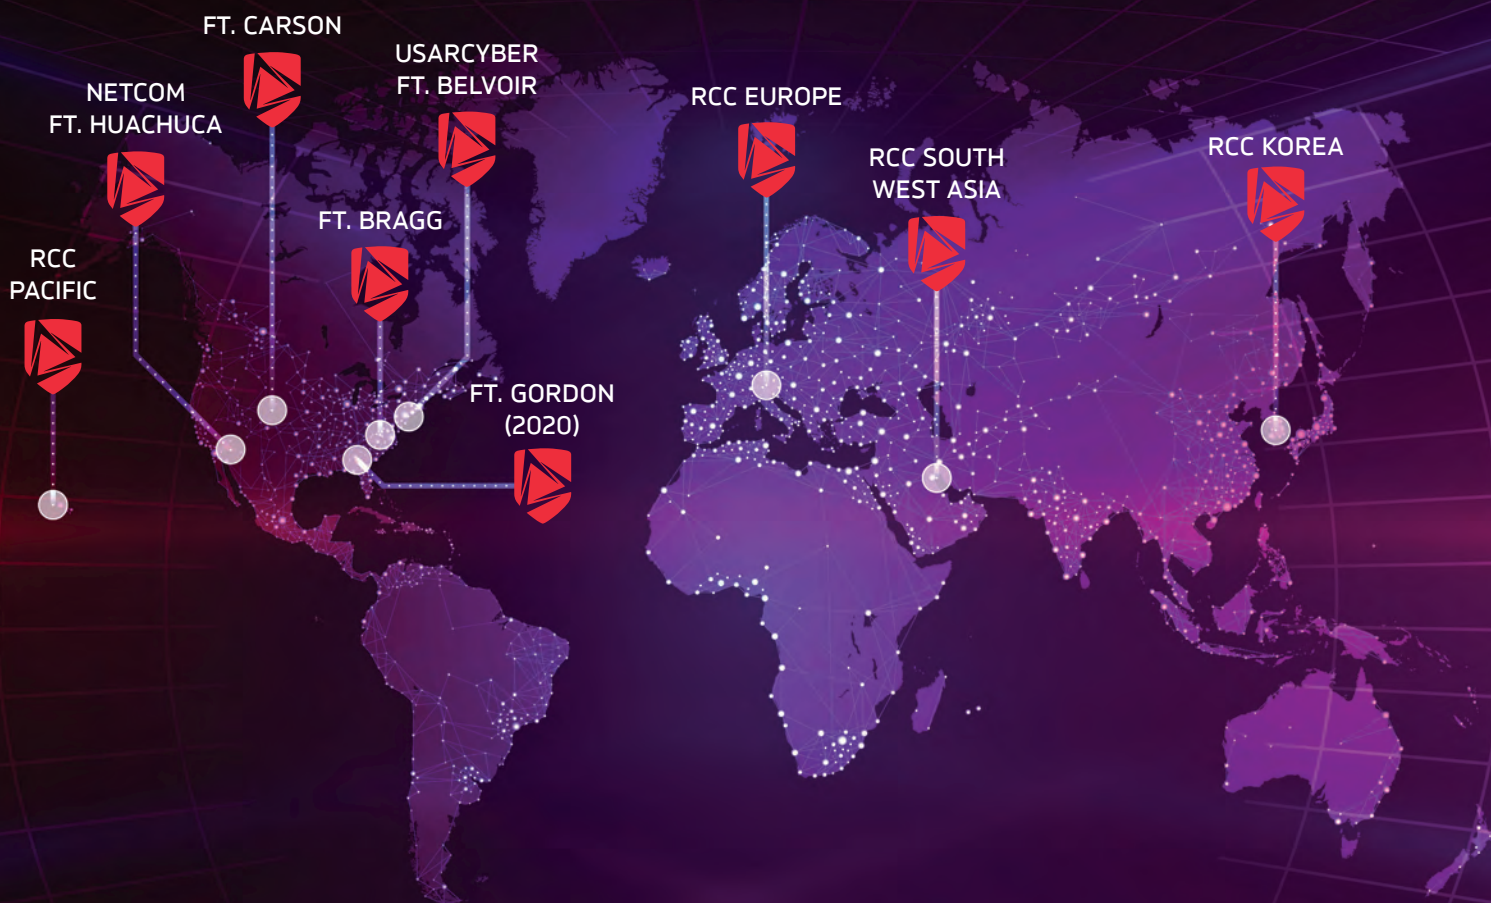 FT. CARSON
USARCYBER
FT. BELVOIR
NETCOM
FT. HUACHUCA
RCC EUROPE
RCC SOUTH
WEST ASIA
RCC KOREA
FT. BRAGG
RCC
PACIFIC
FT. GORDON
(2020)